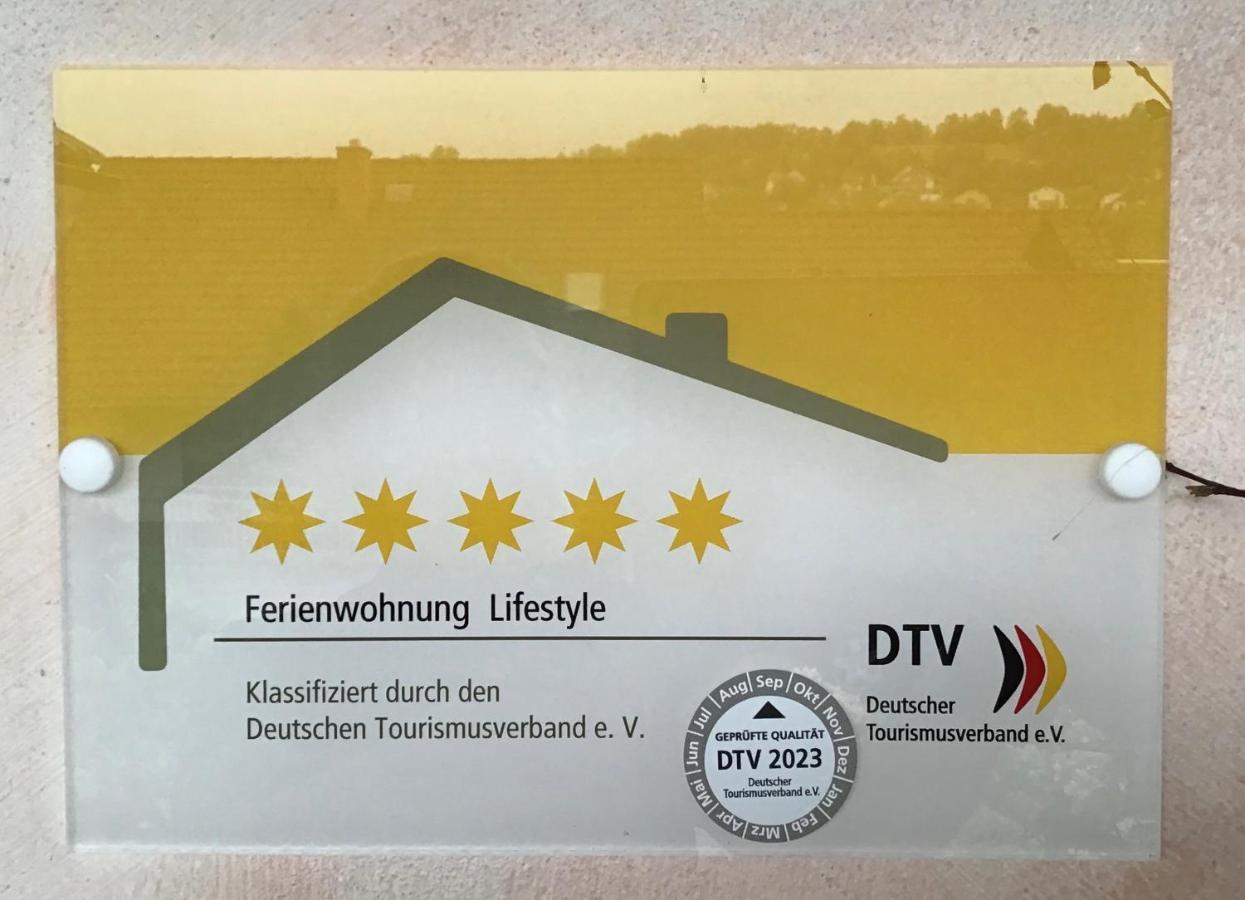 Ferienwohnung Lifestyle
Klassifiziert durch den
Deutschen Tourismusverband e. V.
DTV
Deutscher
Tourismusverband e.V.
Jan|Feb|Mrz|Apr|Mai|Jun|Jul|Aug|Sep|Okt|Nov|Dez
GEPRÜFTE QUALITÄT
DTV 2023
Deutscher
Tourismusverband e.V.